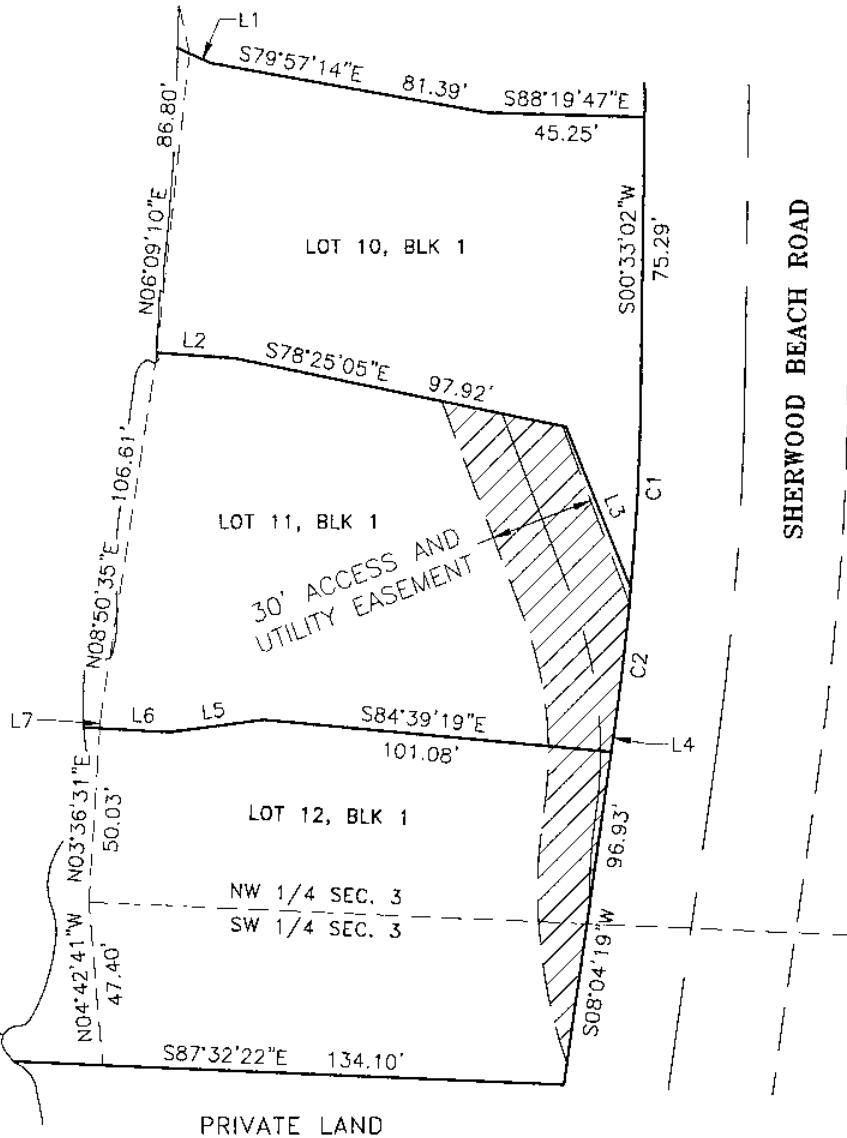 L1
S79°57'14"E 81.39'
S88°19'47"E
45.25'
N06°09'10"E 86.80'
LOT 10, BLK 1
S00°33'02"W
75.29'
SHERWOOD BEACH ROAD
L2
S78°25'05"E 97.92'
N08°50'35"E 106.61'
LOT 11, BLK 1
L3
C1
30' ACCESS AND
UTILITY EASEMENT
C2
L7
L6
L5
S84°39'19"E
101.08'
L4
N03°36'31"E
50.03'
LOT 12, BLK 1
S08°04'19"W 96.93'
NW 1/4 SEC. 3
SW 1/4 SEC. 3
N04°42'41"W
47.40'
S87°32'22"E 134.10'
PRIVATE LAND